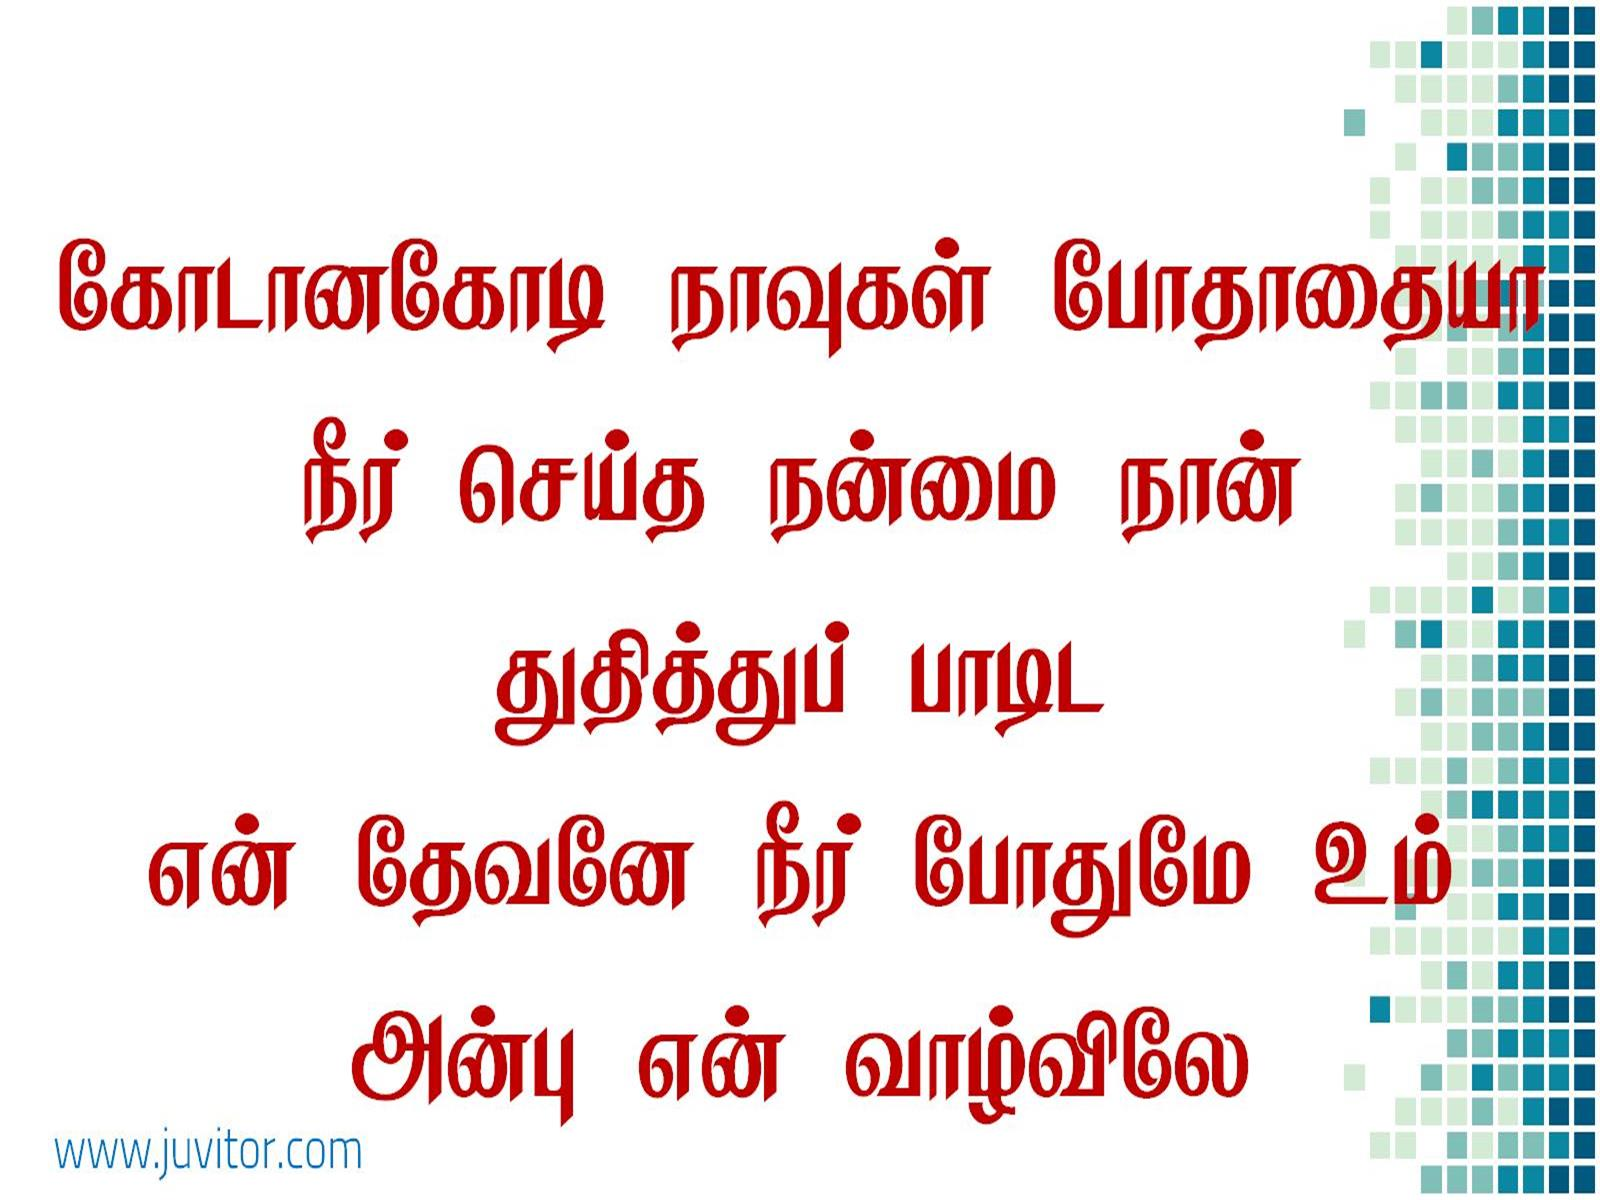 கோடானகோடி நாவுகள் போதாதையா
நீர் செய்த நன்மை நான்
துதித்துப் பாடிட
என் தேவனே நீர் போதுமே உம்
அன்பு என் வாழ்விலே
www.juvitor.com